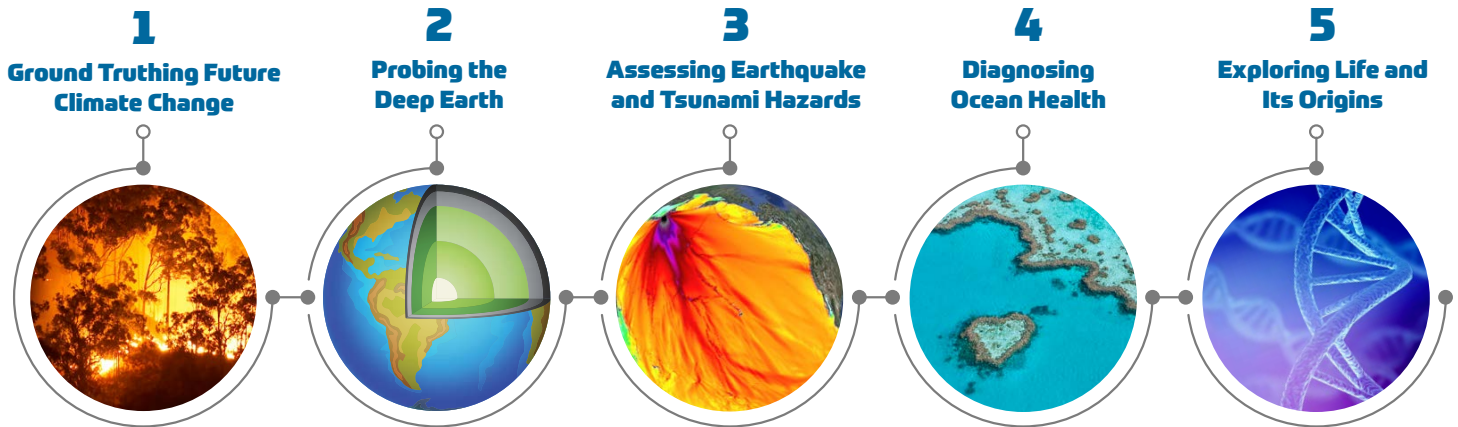 1
Ground Truthing Future
Climate Change
2
Probing the
Deep Earth
3
Assessing Earthquake
and Tsunami Hazards
4
Diagnosing
Ocean Health
5
Exploring Life and
Its Origins